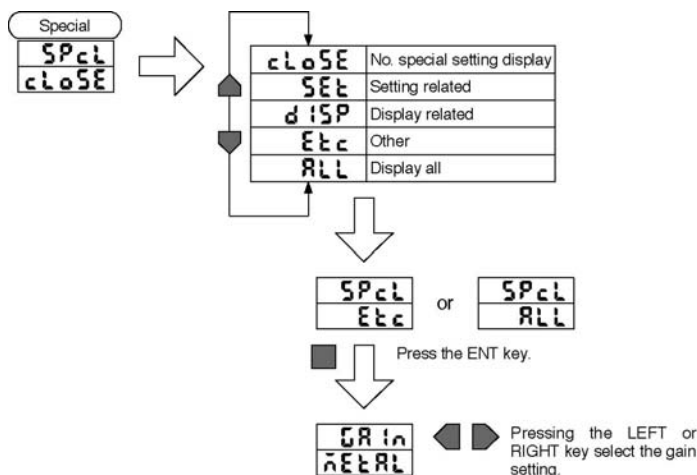 Special
SPcL
cLoSE
cLoSE No. special setting display
SEt Setting related
dISP Display related
Etc Other
ALL Display all
SPcL
Etc
or
SPcL
ALL
Press the ENT key.
GAIn
MEtAL
Pressing the LEFT or
RIGHT key select the gain
setting.